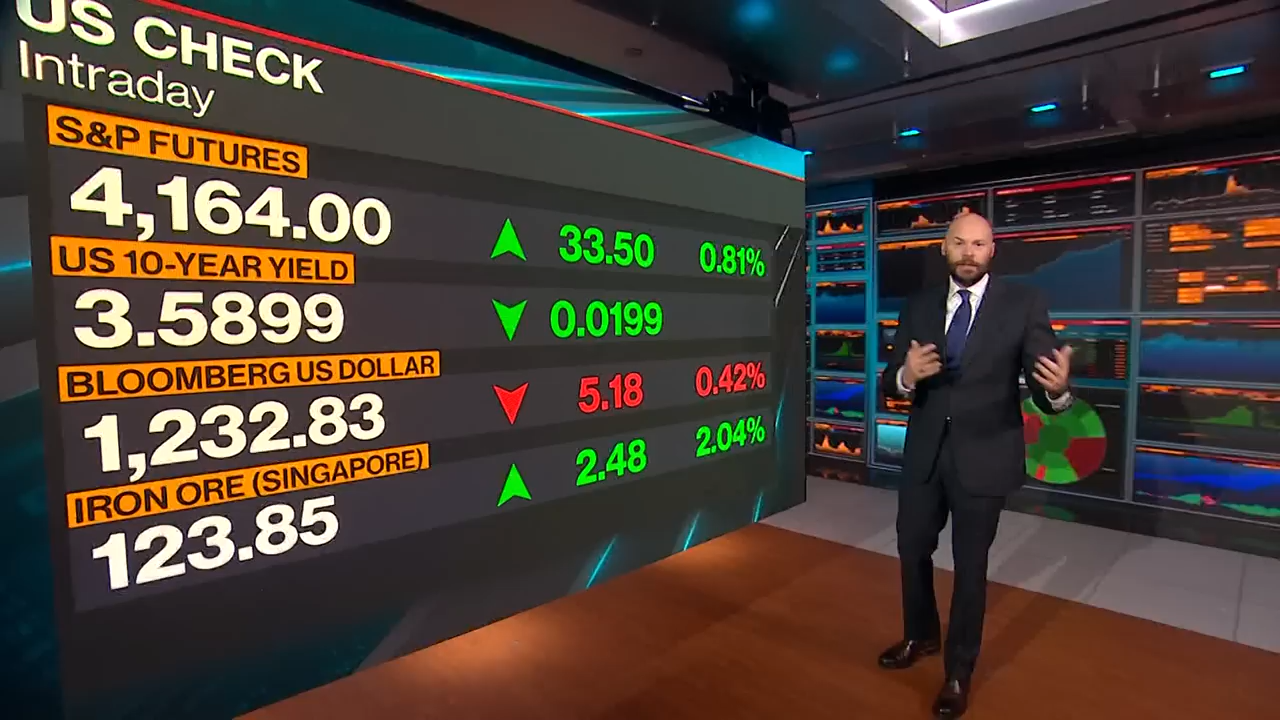 US CHECK
Intraday
S&P FUTURES
4,164.00 33.50 0.81%
US 10-YEAR YIELD
3.5899 0.0199
BLOOMBERG US DOLLAR
1,232.83 5.18 0.42%
IRON ORE (SINGAPORE)
123.85 2.48 2.04%